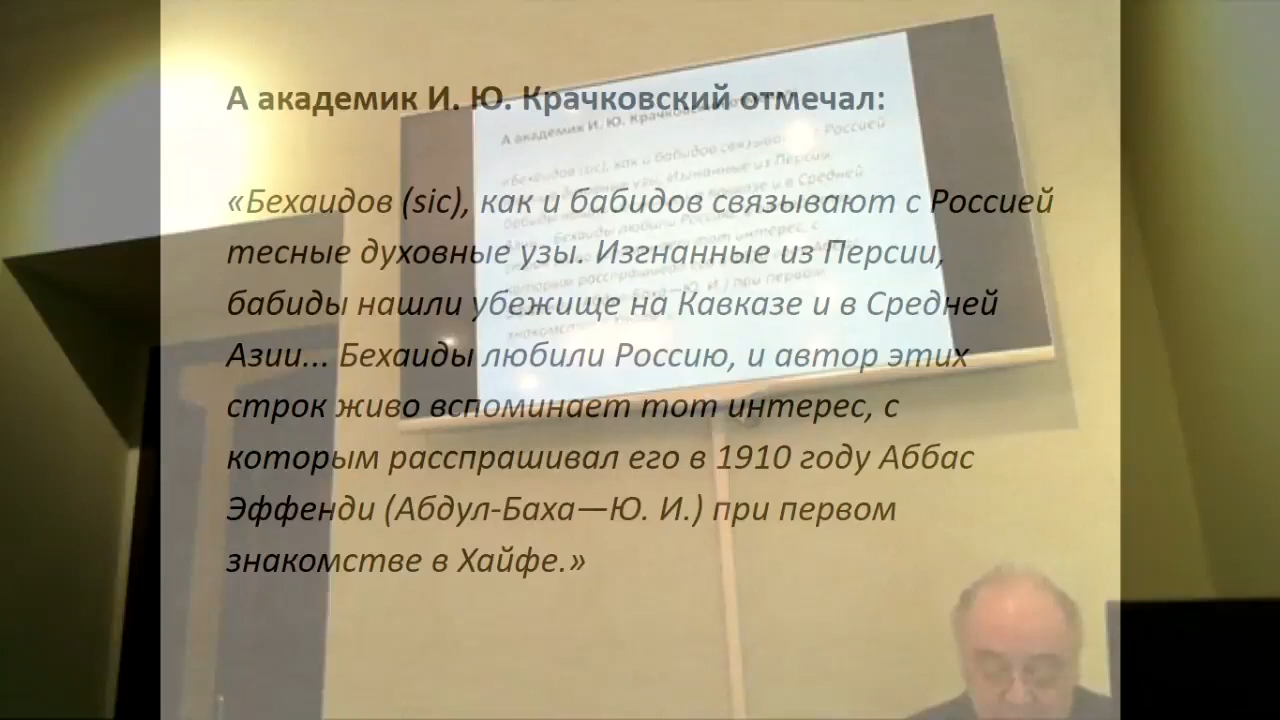 А академик И. Ю. Крачковский отмечал:
«Бехаидов (sic), как и бабидов связывают с Россией
тесные духовные узы. Изгнанные из Персии,
бабиды нашли убежище на Кавказе и в Средней
Азии... Бехаиды любили Россию, и автор этих
строк живо вспоминает тот интерес, с
которым расспрашивал его в 1910 году Аббас
Эффенди (Абдул-Баха—Ю. И.) при первом
знакомстве в Хайфе.»